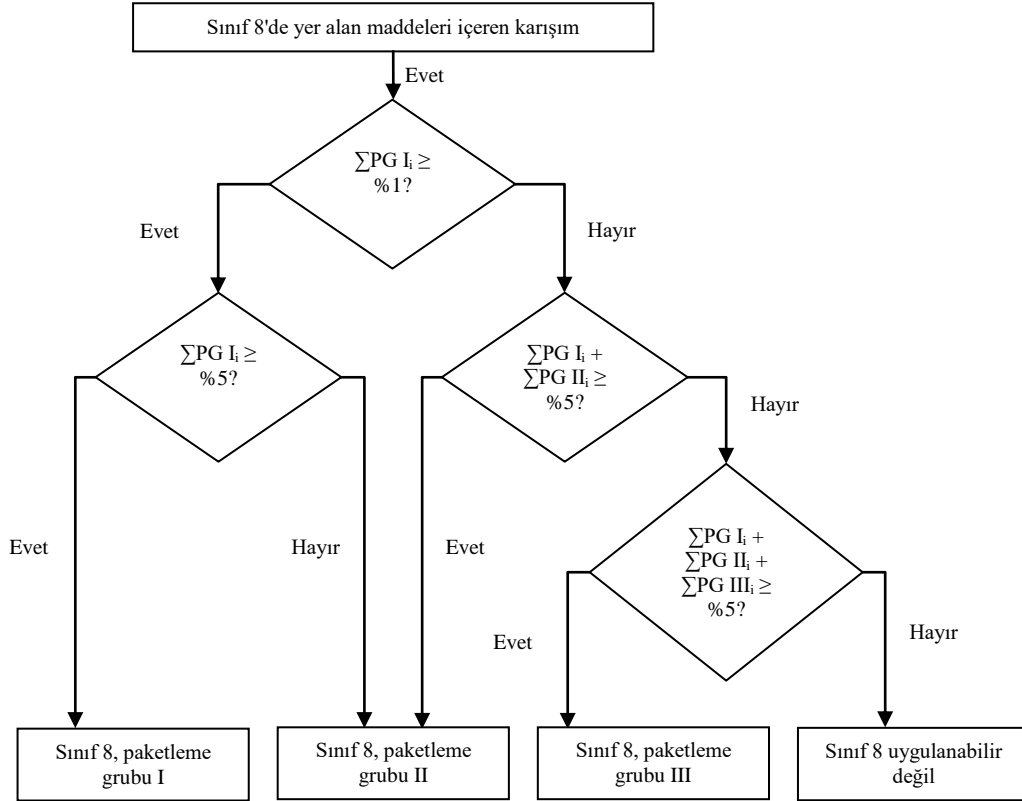 Sınıf 8'de yer alan maddeleri içeren karışım
Evet
∑PG Iᵢ ≥
%1?
Evet
Hayır
∑PG Iᵢ ≥
%5?
∑PG Iᵢ +
∑PG IIᵢ ≥
%5?
Hayır
Evet
Hayır
Evet
∑PG Iᵢ +
∑PG IIᵢ +
∑PG IIIᵢ ≥
%5?
Evet
Hayır
Sınıf 8, paketleme
grubu I
Sınıf 8, paketleme
grubu II
Sınıf 8, paketleme
grubu III
Sınıf 8 uygulanabilir
değil